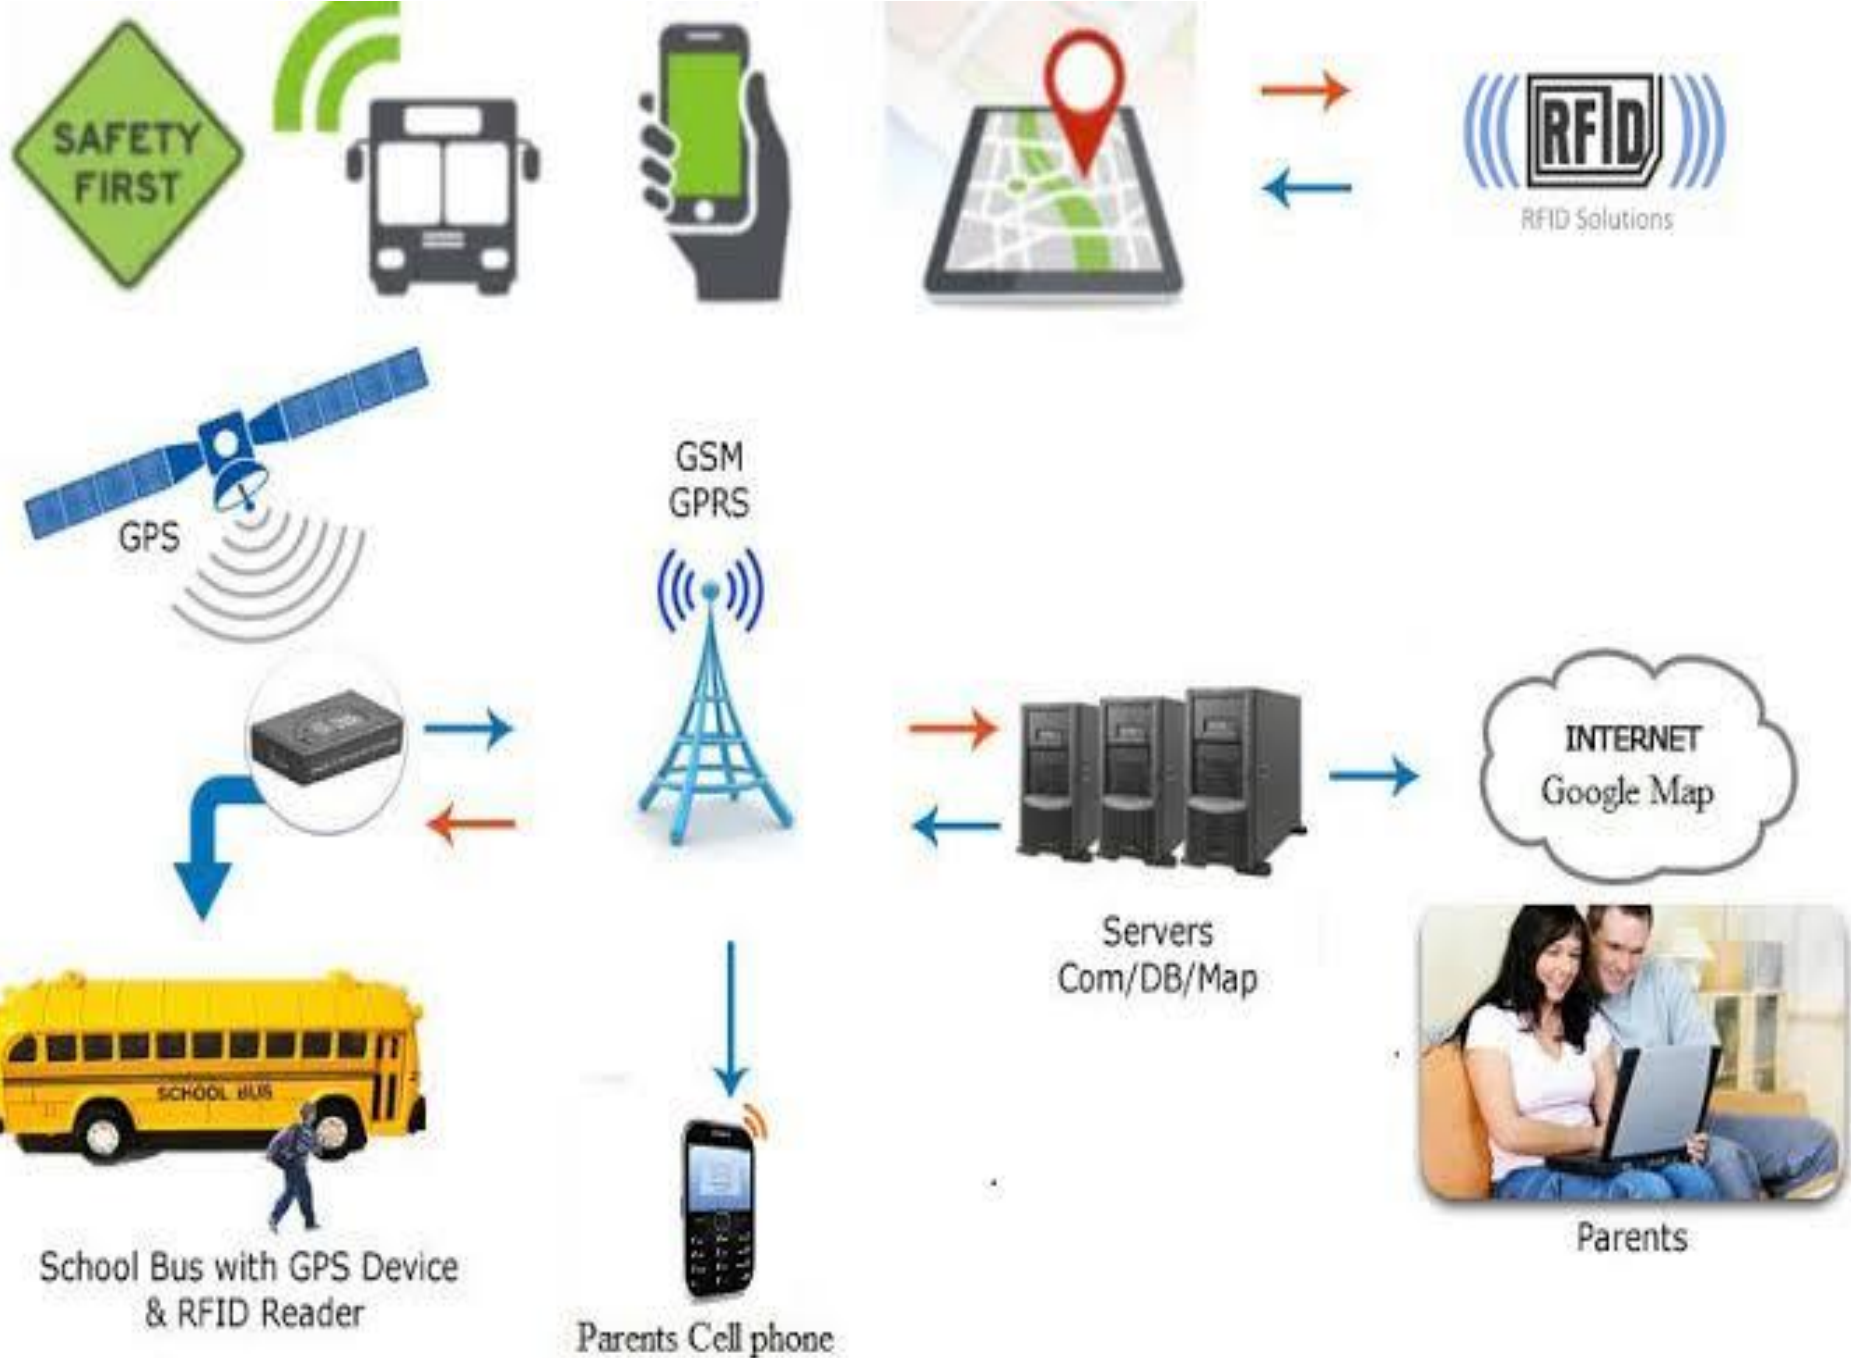 SAFETY
FIRST
RFID
RFID Solutions
GPS
GSM
GPRS
INTERNET
Google Map
Servers
Com/DB/Map
SCHOOL BUS
School Bus with GPS Device
& RFID Reader
Parents Cell phone
Parents